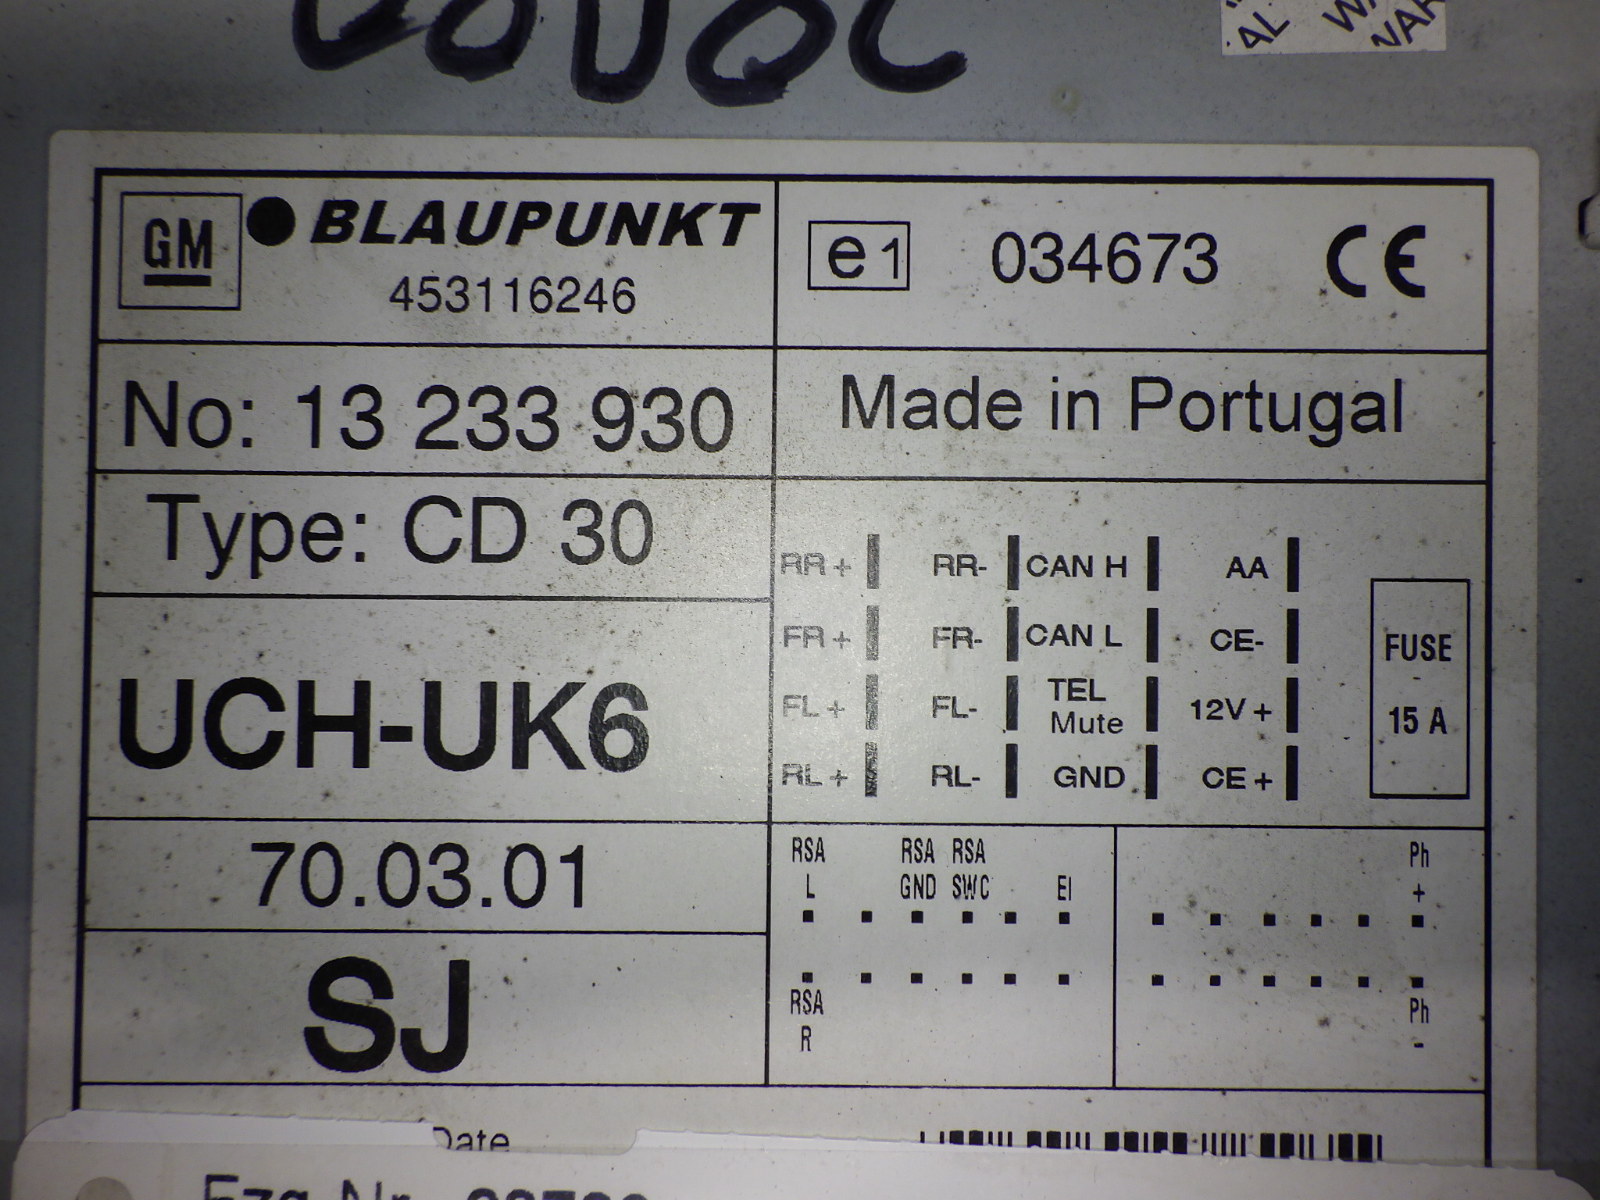 AL
GM
BLAUPUNKT
453116246
e1 034673 CE
No: 13 233 930
Made in Portugal
Type: CD 30
RR + RR- CAN H AA
FR + FR- CAN L CE-
FL + FL- TEL Mute 12V +
RL + RL- GND CE +
FUSE
-
15 A
UCH-UK6
70.03.01
SJ
RSA RSA RSA Ph
L GND SWC EI +
RSA Ph
R -
Date